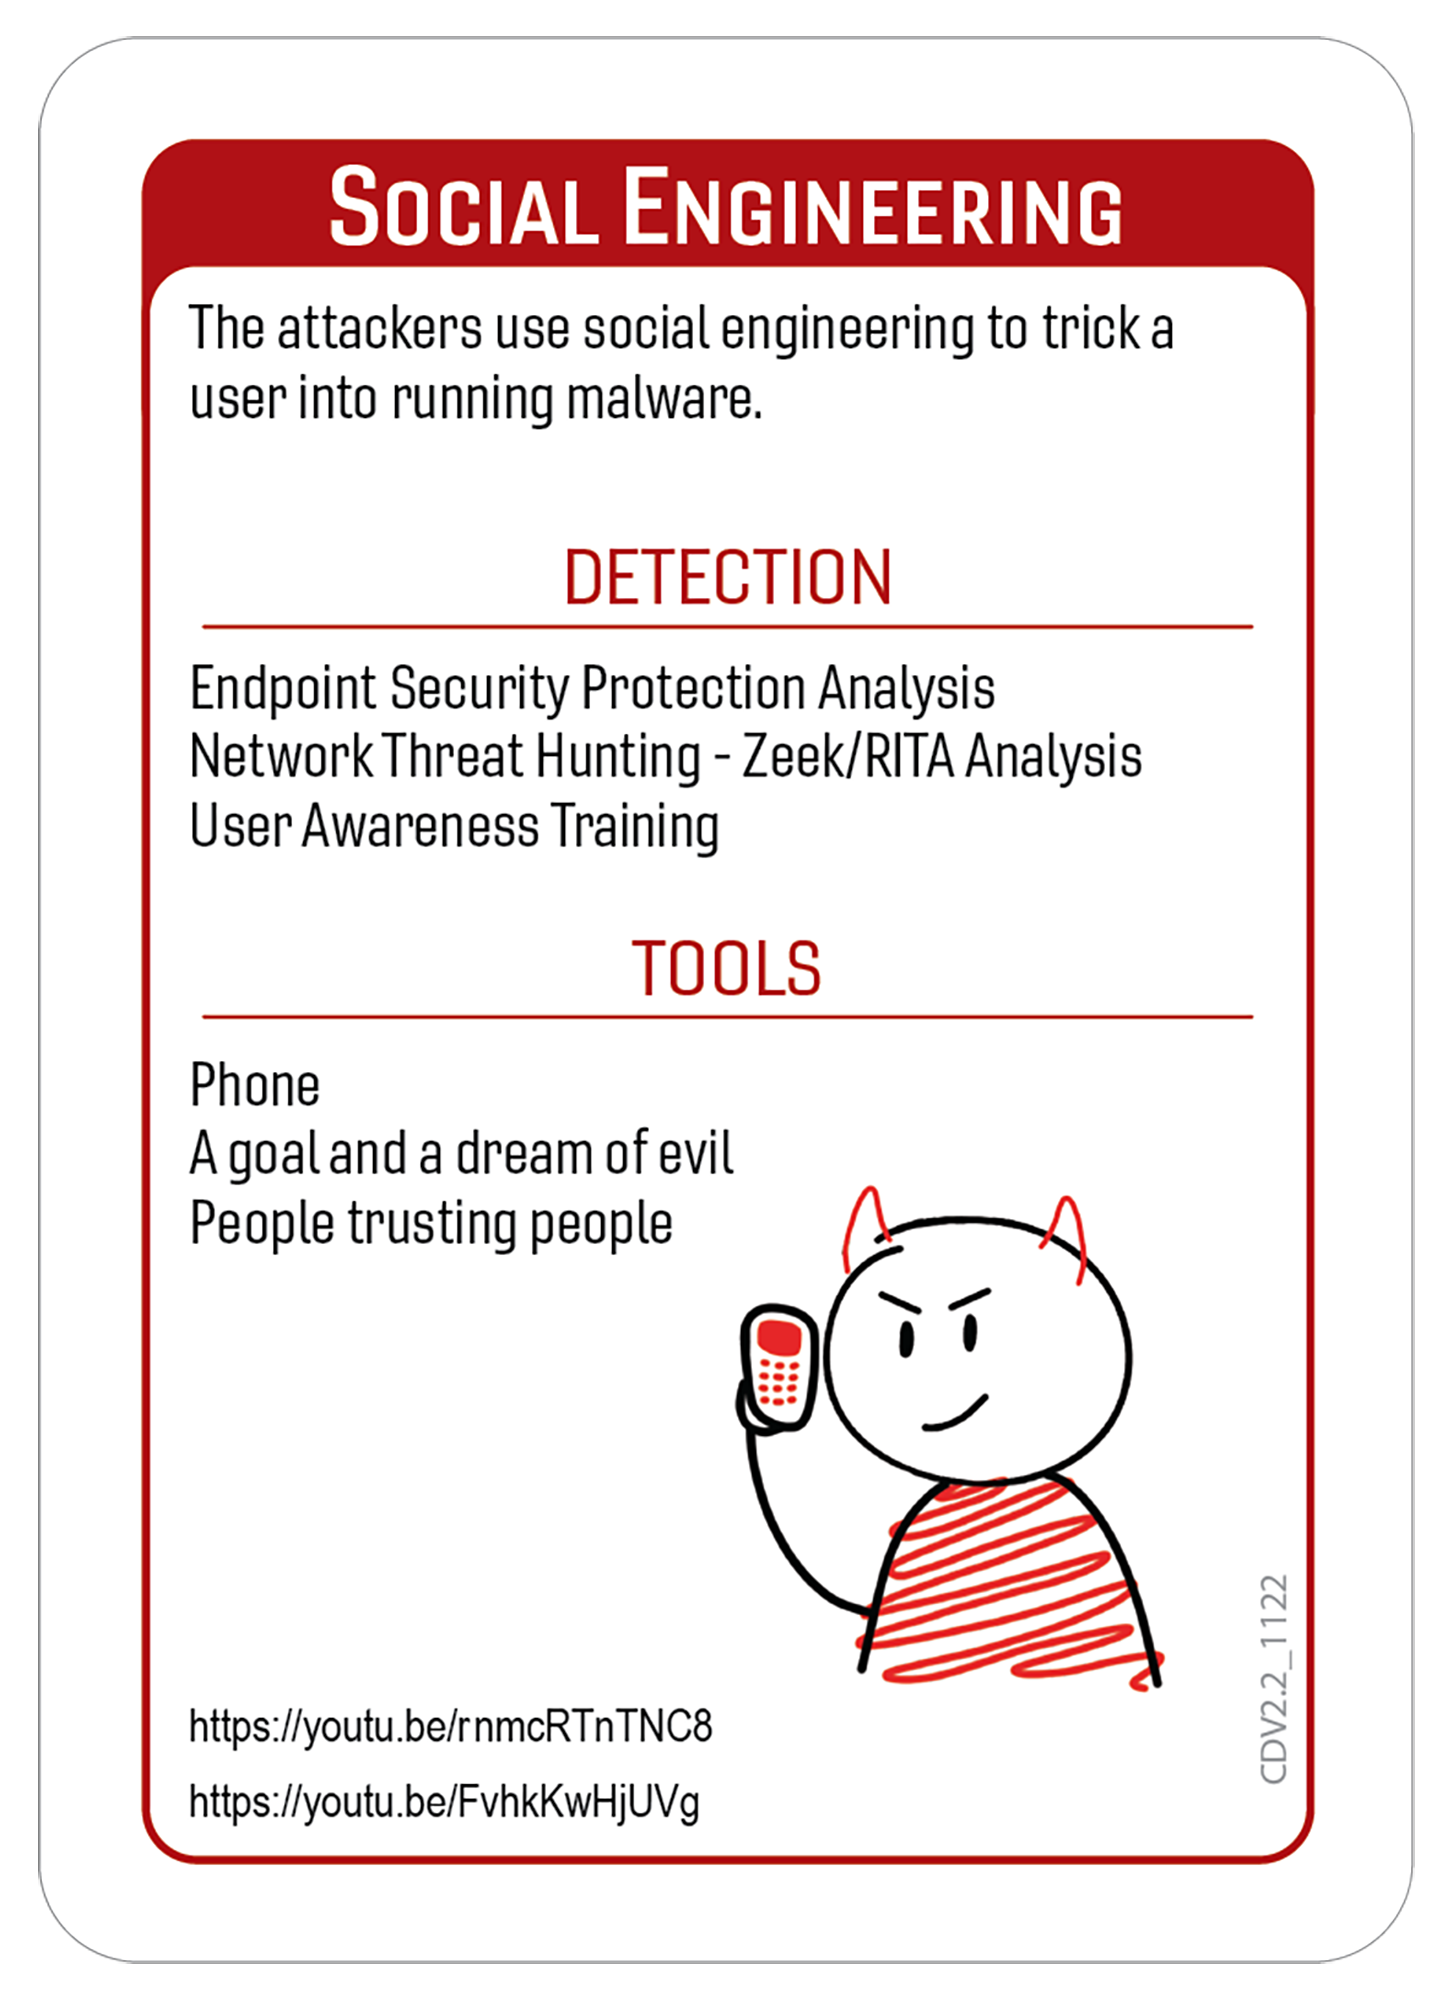 SOCIAL ENGINEERING
The attackers use social engineering to trick a
user into running malware.
DETECTION
Endpoint Security Protection Analysis
Network Threat Hunting - Zeek/RITA Analysis
User Awareness Training
TOOLS
Phone
A goal and a dream of evil
People trusting people
https://youtu.be/rnmcRTnTNC8
https://youtu.be/FvhkKwHjUVg
CDV2.2_1122